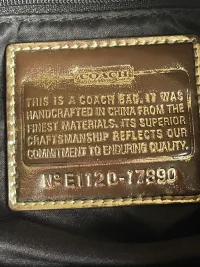 COACH
THIS IS A COACH BAG. IT WAS
HANDCRAFTED IN CHINA FROM THE
FINEST MATERIALS. ITS SUPERIOR
CRAFTSMANSHIP REFLECTS OUR
COMMITMENT TO ENDURING QUALITY.
Nº E1120-17890